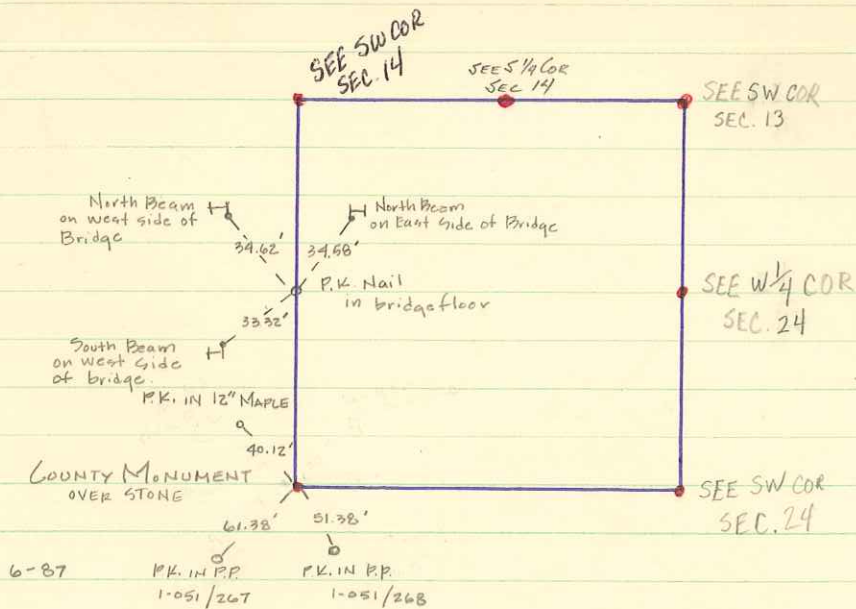 SEE SW COR
SEC. 14
SEE S 1/4 COR
SEC 14
SEE SW COR
SEC. 13
North Beam
on west side of
Bridge
North Beam
on East Side of Bridge
34.62'
34.58'
P.K. Nail
in bridge floor
SEE W 1/4 COR
SEC. 24
33.32'
South Beam
on west side
of bridge.
P.K. IN 12" MAPLE
40.12'
COUNTY MONUMENT
OVER STONE
SEE SW COR
SEC. 24
61.38'
51.38'
6-87
P.K. IN P.P.
1-051/267
P.K. IN P.P.
1-051/268